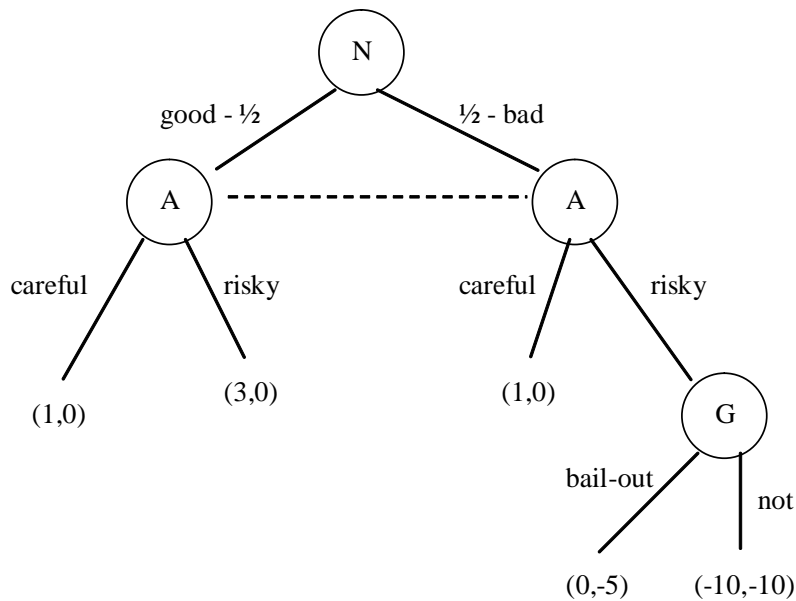 N
good - ½
½ - bad
A
A
careful
risky
careful
risky
(1,0)
(3,0)
(1,0)
G
bail-out
not
(0,-5)
(-10,-10)